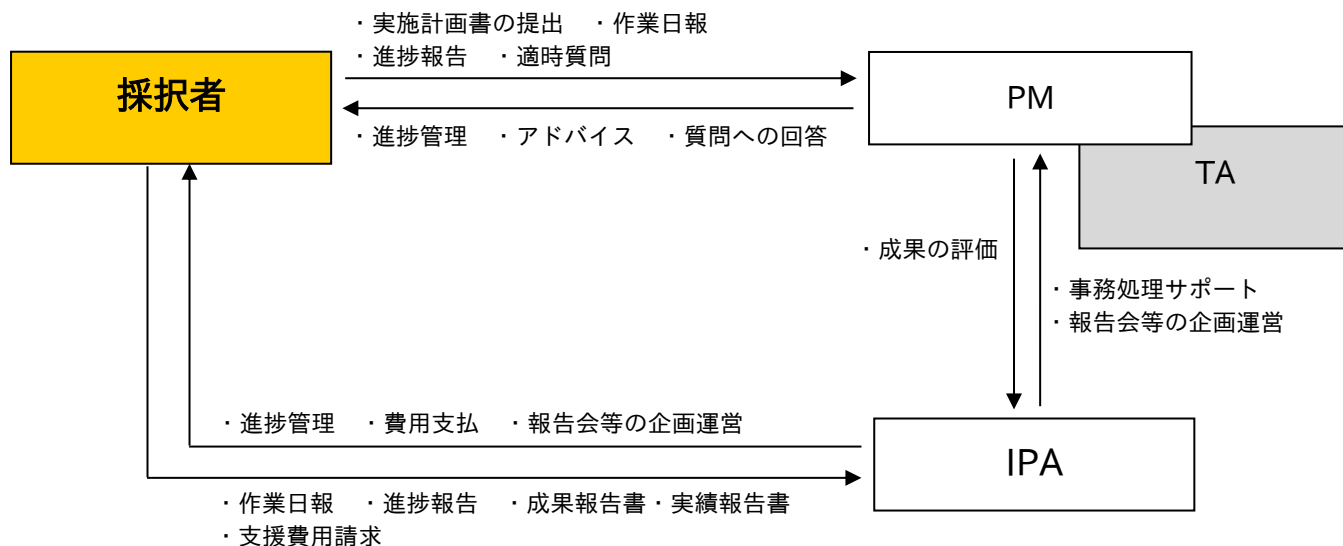 ・実施計画書の提出　・作業日報
・進捗報告　・適時質問
採択者
PM
・進捗管理　・アドバイス　・質問への回答
TA
・成果の評価
・事務処理サポート
・報告会等の企画運営
・進捗管理　・費用支払　・報告会等の企画運営
IPA
・作業日報　・進捗報告　・成果報告書・実績報告書
・支援費用請求